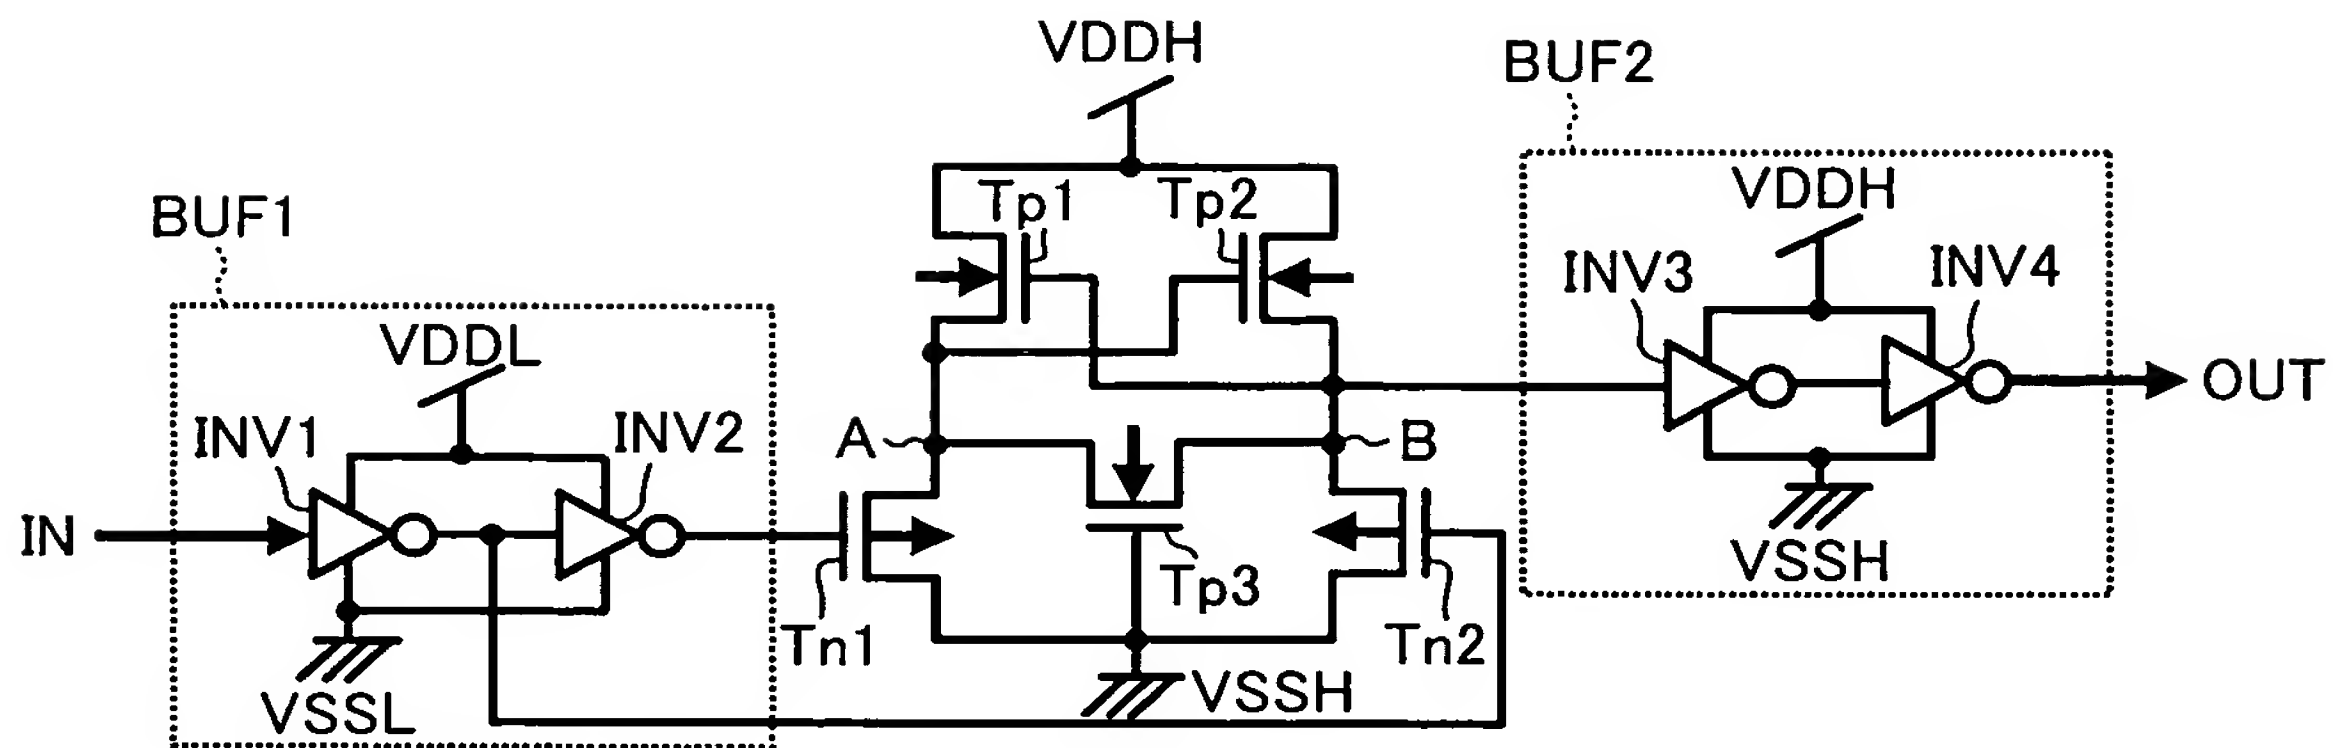 VDDH
BUF2
Tp1
Tp2
VDDH
BUF1
INV3
INV4
VDDL
OUT
INV1
INV2
A
B
IN
VSSH
Tp3
Tn1
Tn2
VSSL
VSSH